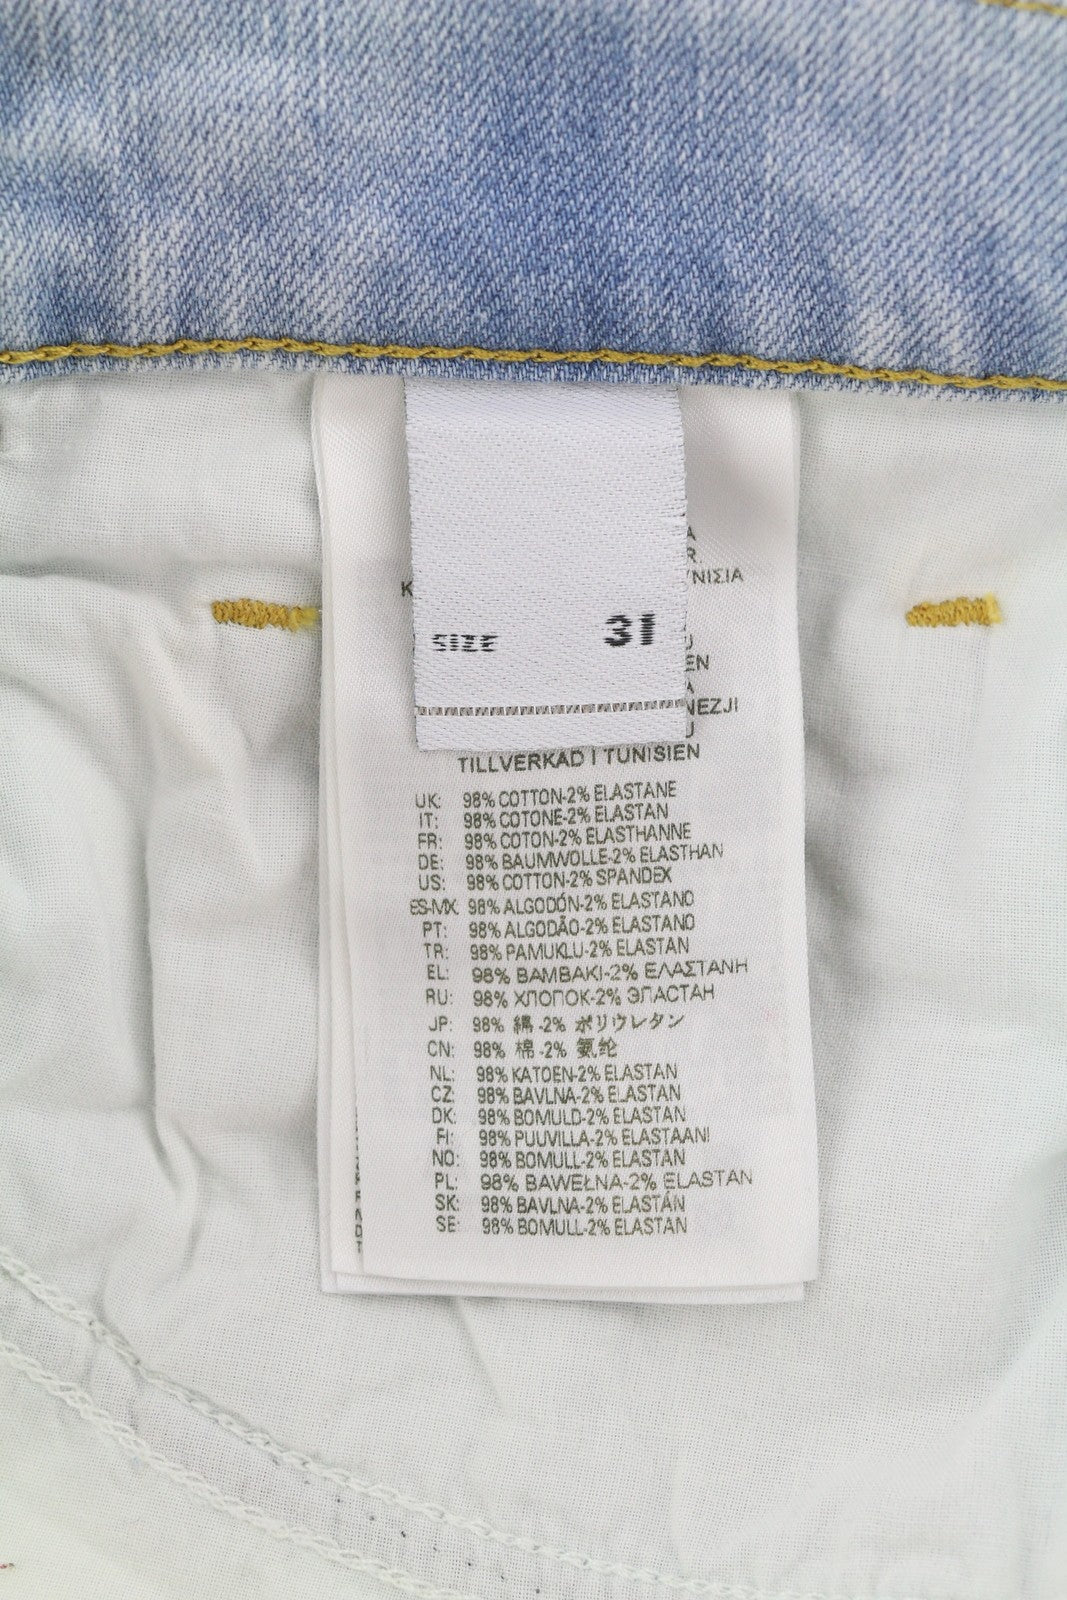 SIZE 31
TILLVERKAD I TUNISIEN
UK: 98% COTTON-2% ELASTANE
IT: 98% COTONE-2% ELASTAN
FR: 98% COTON-2% ELASTHANNE
DE: 98% BAUMWOLLE-2% ELASTHAN
US: 98% COTTON-2% SPANDEX
ES-MX: 98% ALGODÓN-2% ELASTANO
PT: 98% ALGODÃO-2% ELASTANO
TR: 98% PAMUKLU-2% ELASTAN
EL: 98% ΒΑΜΒΑΚΙ-2% ΕΛΑΣΤΑΝΗ
RU: 98% ХЛОПОК-2% ЭЛАСТАН
JP: 98% 綿 -2% ポリウレタン
CN: 98% 棉 -2% 氨纶
NL: 98% KATOEN-2% ELASTAN
CZ: 98% BAVLNA-2% ELASTAN
DK: 98% BOMULD-2% ELASTAN
FI: 98% PUUVILLA-2% ELASTAANI
NO: 98% BOMULL-2% ELASTAN
PL: 98% BAWEŁNA-2% ELASTAN
SK: 98% BAVLNA-2% ELASTÁN
SE: 98% BOMULL-2% ELASTAN